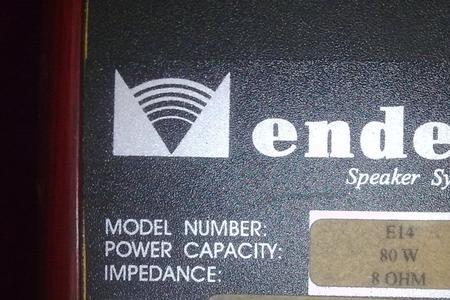 ende
Speaker Sy
MODEL NUMBER: E14
POWER CAPACITY: 80 W
IMPEDANCE: 8 OHM